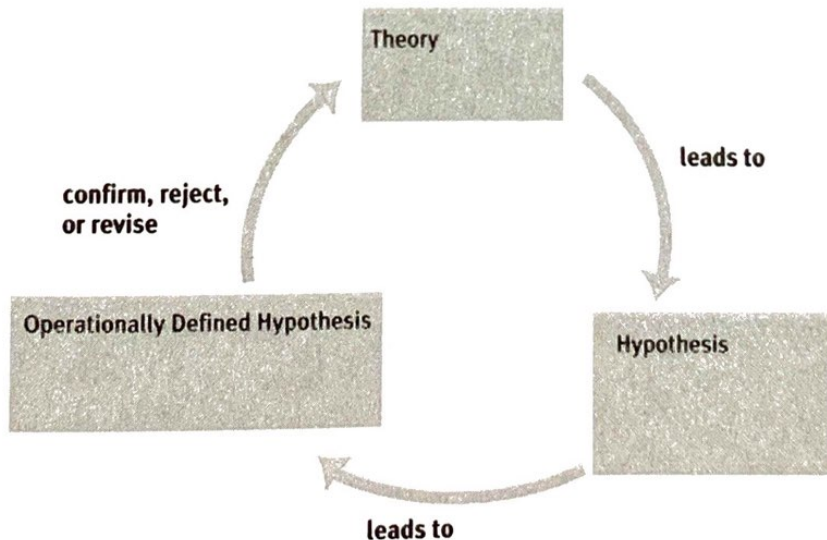 Theory
leads to
confirm, reject,
or revise
Operationally Defined Hypothesis
Hypothesis
leads to